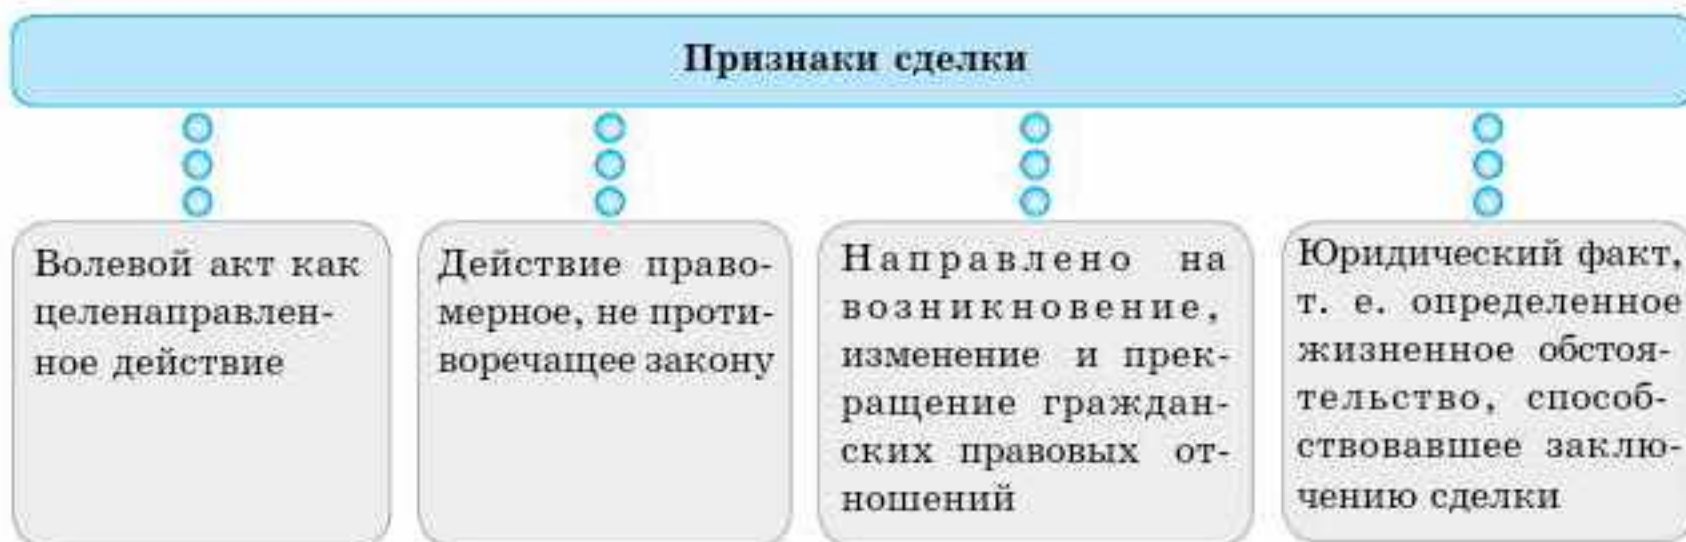 Признаки сделки
Волевой акт как
целенаправлен-
ное действие
Действие право-
мерное, не проти-
воречащее закону
Направлено на
возникновение,
изменение и прек-
ращение граждан-
ских правовых от-
ношений
Юридический факт,
т. е. определенное
жизненное обстоя-
тельство, способ-
ствовавшее заклю-
чению сделки